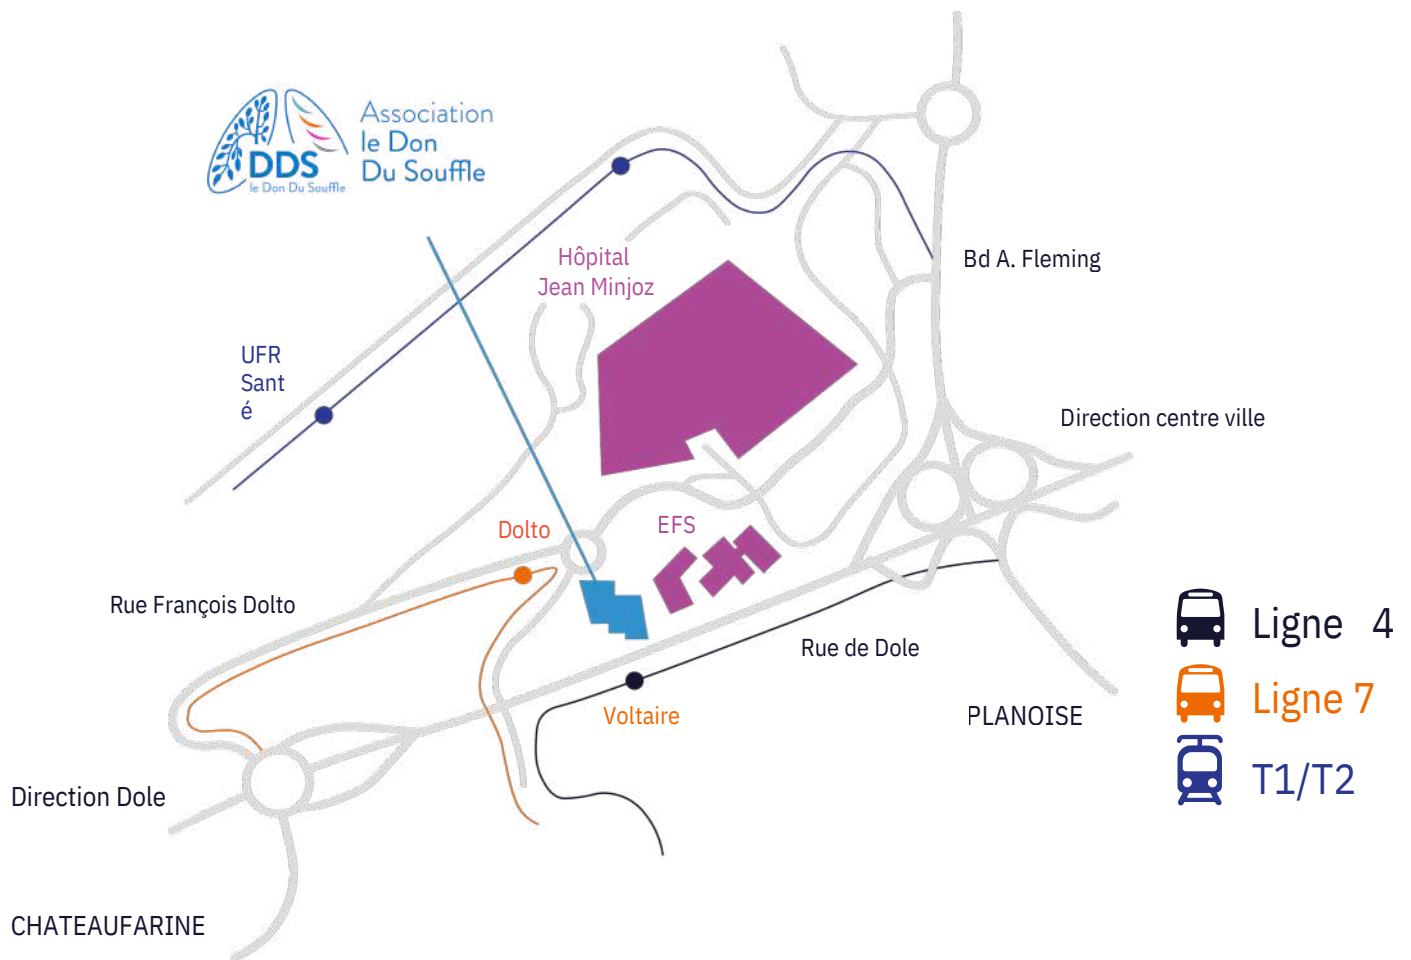 Association
le Don
Du Souffle
DDS
le Don Du Souffle
Hôpital
Jean Minjoz
Bd A. Fleming
UFR
Sant
é
Direction centre ville
EFS
Dolto
Rue François Dolto
Rue de Dole
Voltaire
PLANOISE
Direction Dole
CHATEAUFARINE
Ligne 4
Ligne 7
T1/T2